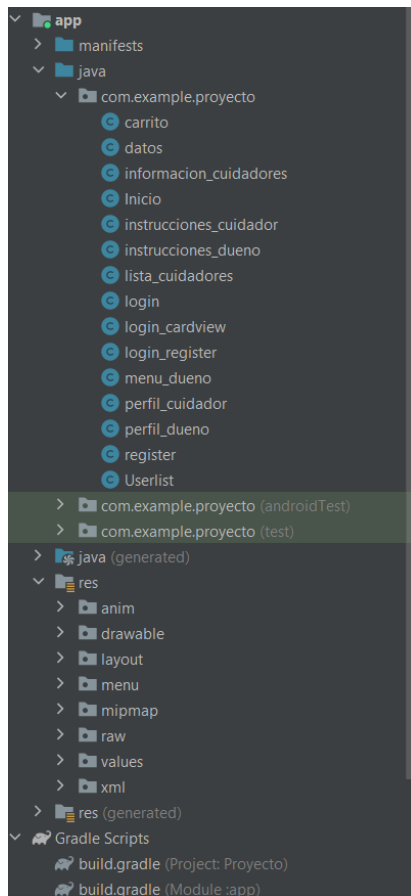 app
manifests
java
com.example.proyecto
carrito
datos
informacion_cuidadores
Inicio
instrucciones_cuidador
instrucciones_dueno
lista_cuidadores
login
login_cardview
login_register
menu_dueno
perfil_cuidador
perfil_dueno
register
Userlist
com.example.proyecto (androidTest)
com.example.proyecto (test)
java (generated)
res
anim
drawable
layout
menu
mipmap
raw
values
xml
res (generated)
Gradle Scripts
build.gradle (Project: Proyecto)
build.gradle (Module :app)